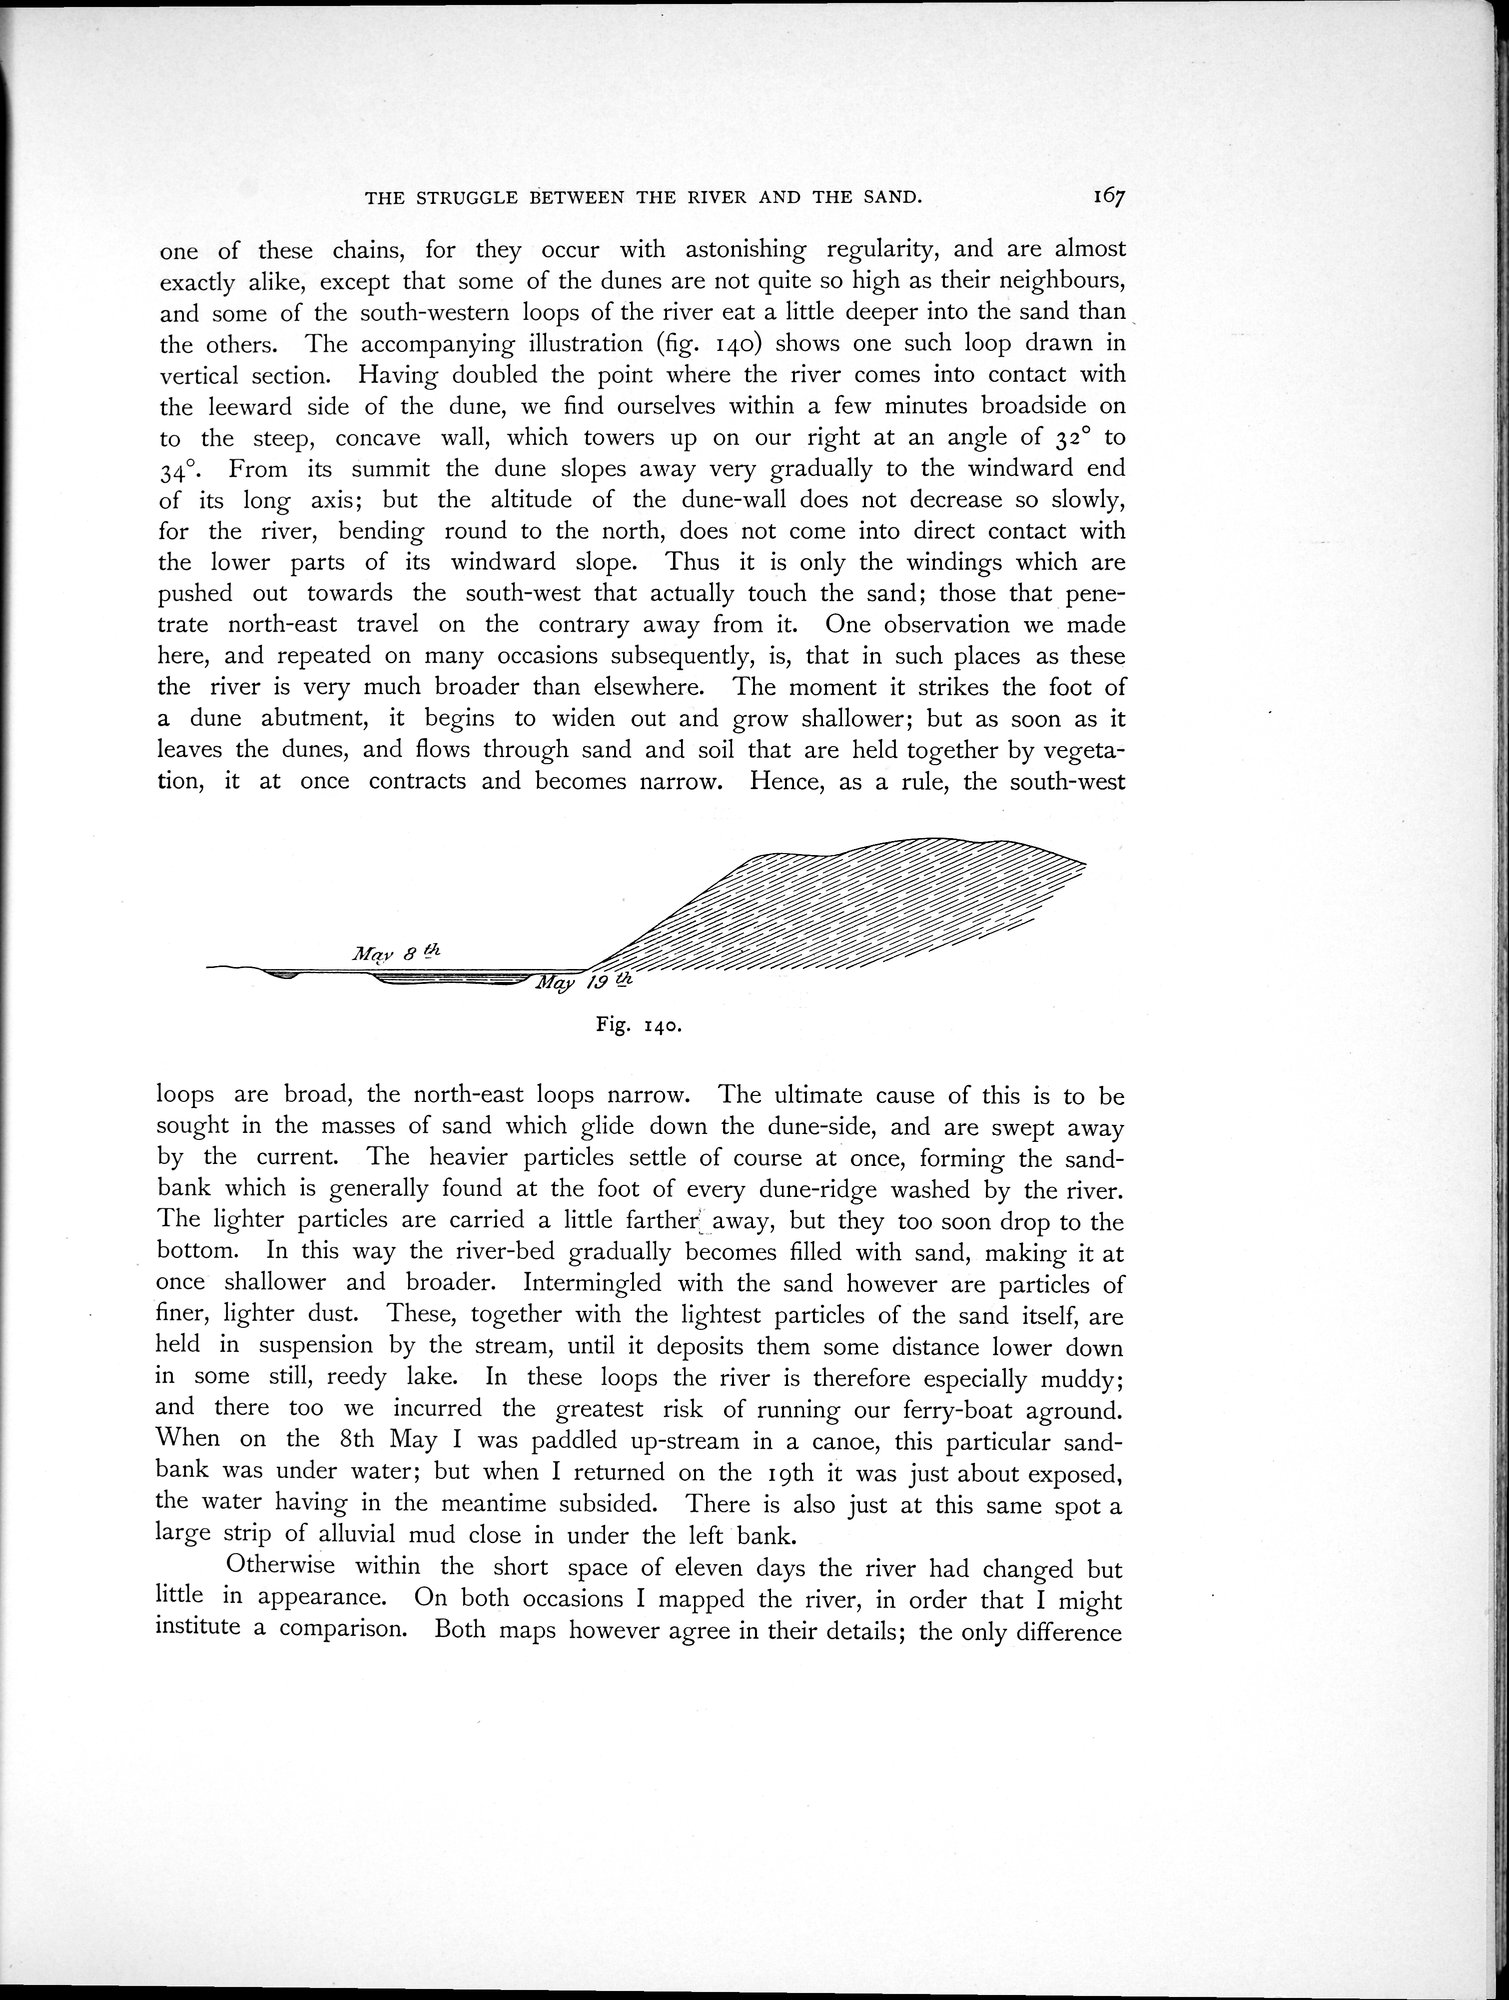 THE STRUGGLE BETWEEN THE RIVER AND THE SAND. 167
one of these chains, for they occur with astonishing regularity, and are almost
exactly alike, except that some of the dunes are not quite so high as their neighbours,
and some of the south-western loops of the river eat a little deeper into the sand than
the others. The accompanying illustration (fig. 140) shows one such loop drawn in
vertical section. Having doubled the point where the river comes into contact with
the leeward side of the dune, we find ourselves within a few minutes broadside on
to the steep, concave wall, which towers up on our right at an angle of 32° to
34°. From its summit the dune slopes away very gradually to the windward end
of its long axis; but the altitude of the dune-wall does not decrease so slowly,
for the river, bending round to the north, does not come into direct contact with
the lower parts of its windward slope. Thus it is only the windings which are
pushed out towards the south-west that actually touch the sand; those that pene-
trate north-east travel on the contrary away from it. One observation we made
here, and repeated on many occasions subsequently, is, that in such places as these
the river is very much broader than elsewhere. The moment it strikes the foot of
a dune abutment, it begins to widen out and grow shallower; but as soon as it
leaves the dunes, and flows through sand and soil that are held together by vegeta-
tion, it at once contracts and becomes narrow. Hence, as a rule, the south-west
May 8th
May 19th
Fig. 140.
loops are broad, the north-east loops narrow. The ultimate cause of this is to be
sought in the masses of sand which glide down the dune-side, and are swept away
by the current. The heavier particles settle of course at once, forming the sand-
bank which is generally found at the foot of every dune-ridge washed by the river.
The lighter particles are carried a little farther away, but they too soon drop to the
bottom. In this way the river-bed gradually becomes filled with sand, making it at
once shallower and broader. Intermingled with the sand however are particles of
finer, lighter dust. These, together with the lightest particles of the sand itself, are
held in suspension by the stream, until it deposits them some distance lower down
in some still, reedy lake. In these loops the river is therefore especially muddy;
and there too we incurred the greatest risk of running our ferry-boat aground.
When on the 8th May I was paddled up-stream in a canoe, this particular sand-
bank was under water; but when I returned on the 19th it was just about exposed,
the water having in the meantime subsided. There is also just at this same spot a
large strip of alluvial mud close in under the left bank.
Otherwise within the short space of eleven days the river had changed but
little in appearance. On both occasions I mapped the river, in order that I might
institute a comparison. Both maps however agree in their details; the only difference